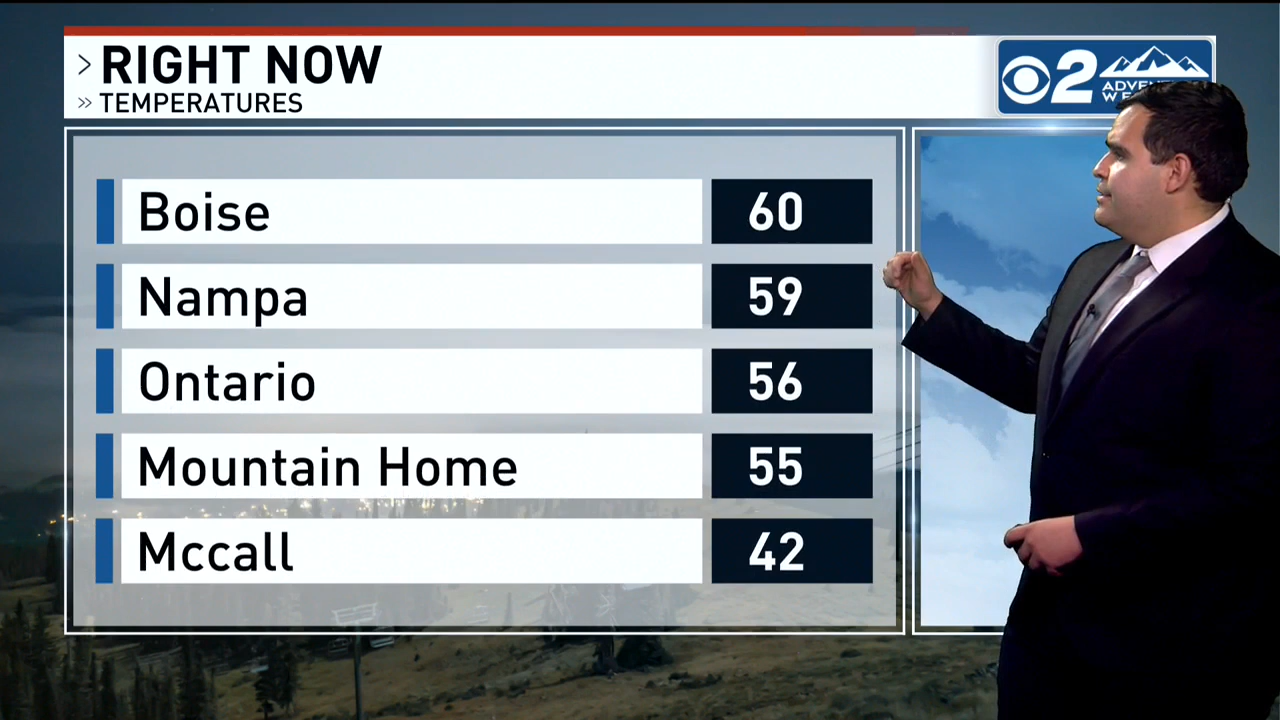 > RIGHT NOW
» TEMPERATURES
2
Boise 60
Nampa 59
Ontario 56
Mountain Home 55
Mccall 42